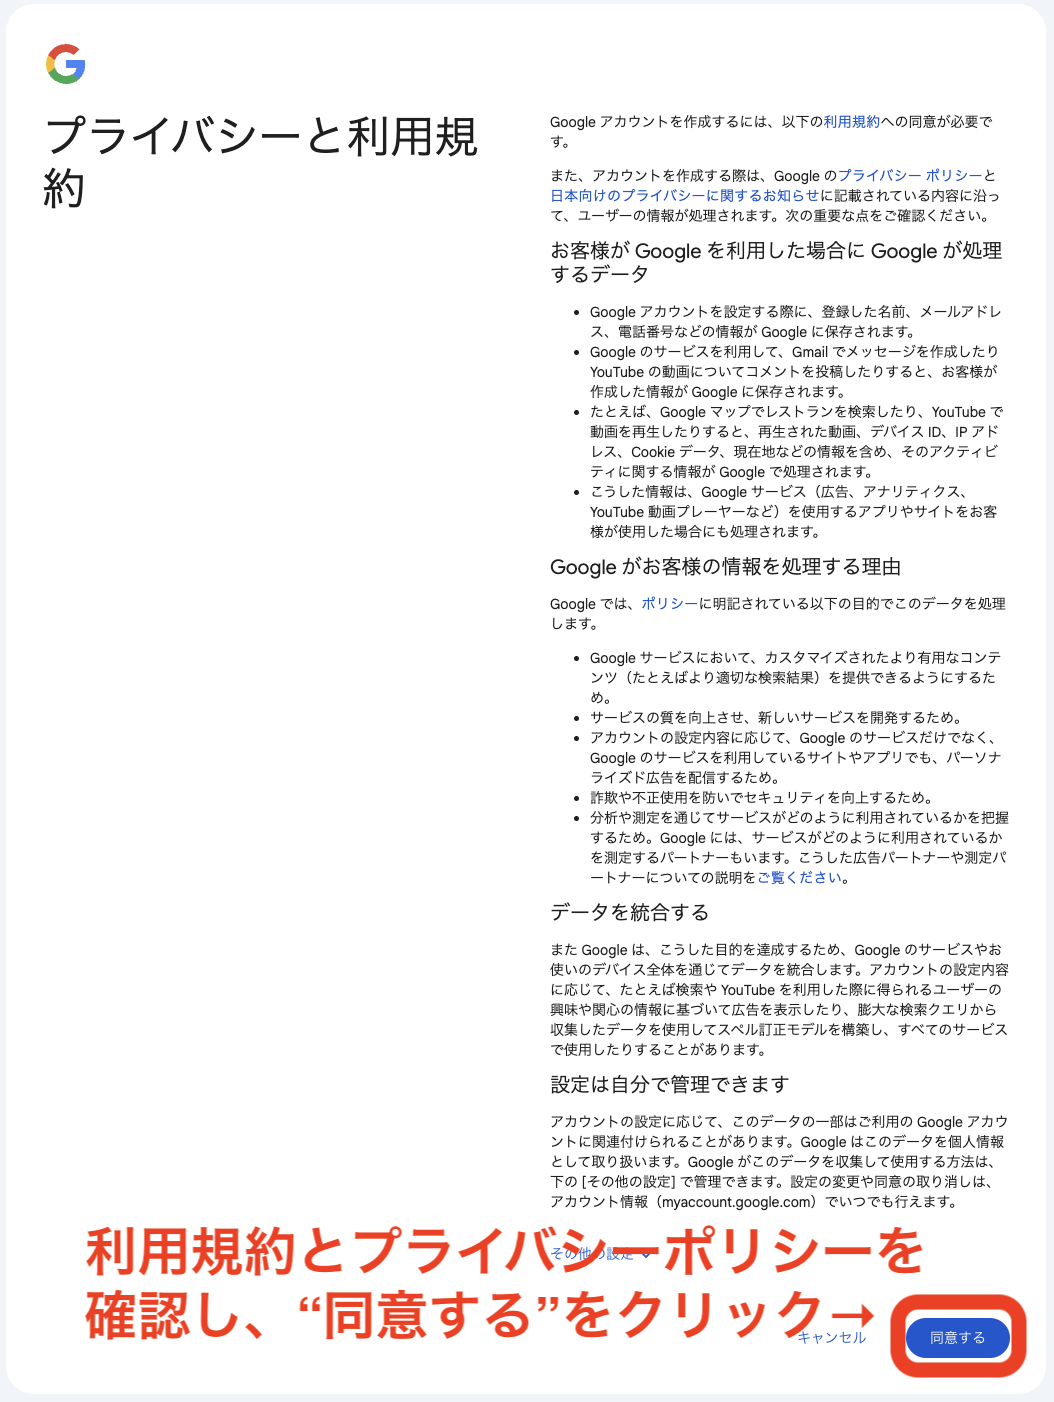 プライバシーと利用規
約
Google アカウントを作成するには、以下の利用規約への同意が必要で
す。
また、アカウントを作成する際は、Google のプライバシー ポリシーと
日本向けのプライバシーに関するお知らせに記載されている内容に沿っ
て、ユーザーの情報が処理されます。次の重要な点をご確認ください。
お客様が Google を利用した場合に Google が処理
するデータ
• Google アカウントを設定する際に、登録した名前、メールアドレ
ス、電話番号などの情報が Google に保存されます。
• Google のサービスを利用して、Gmail でメッセージを作成したり
YouTube の動画についてコメントを投稿したりすると、お客様が
作成した情報が Google に保存されます。
• たとえば、Google マップでレストランを検索したり、YouTube で
動画を再生したりすると、再生された動画、デバイス ID、IP アド
レス、Cookie データ、現在地などの情報を含め、そのアクティビ
ティに関する情報が Google で処理されます。
• こうした情報は、Google サービス（広告、アナリティクス、
YouTube 動画プレーヤーなど）を使用するアプリやサイトをお客
様が使用した場合にも処理されます。
Google がお客様の情報を処理する理由
Google では、ポリシーに明記されている以下の目的でこのデータを処理
します。
• Google サービスにおいて、カスタマイズされたより有用なコンテ
ンツ（たとえばより適切な検索結果）を提供できるようにするた
め。
• サービスの質を向上させ、新しいサービスを開発するため。
• アカウントの設定内容に応じて、Google のサービスだけでなく、
Google のサービスを利用しているサイトやアプリでも、パーソナ
ライズド広告を配信するため。
• 詐欺や不正使用を防いでセキュリティを向上するため。
• 分析や測定を通じてサービスがどのように利用されているかを把握
するため。Google には、サービスがどのように利用されているか
を測定するパートナーもいます。こうした広告パートナーや測定パ
ートナーについての説明をご覧ください。
データを統合する
また Google は、こうした目的を達成するため、Google のサービスやお
使いのデバイス全体を通じてデータを統合します。アカウントの設定内容
に応じて、たとえば検索や YouTube を利用した際に得られるユーザーの
興味や関心の情報に基づいて広告を表示したり、膨大な検索クエリから
収集したデータを使用してスペル訂正モデルを構築し、すべてのサービス
で使用したりすることがあります。
設定は自分で管理できます
アカウントの設定に応じて、このデータの一部はご利用の Google アカウ
ントに関連付けられることがあります。Google はこのデータを個人情報
として取り扱います。Google がこのデータを収集して使用する方法は、
下の [その他の設定] で管理できます。設定の変更や同意の取り消しは、
アカウント情報（myaccount.google.com）でいつでも行えます。
その他の設定
利用規約とプライバシーポリシーを
確認し、“同意する”をクリック→
キャンセル
同意する